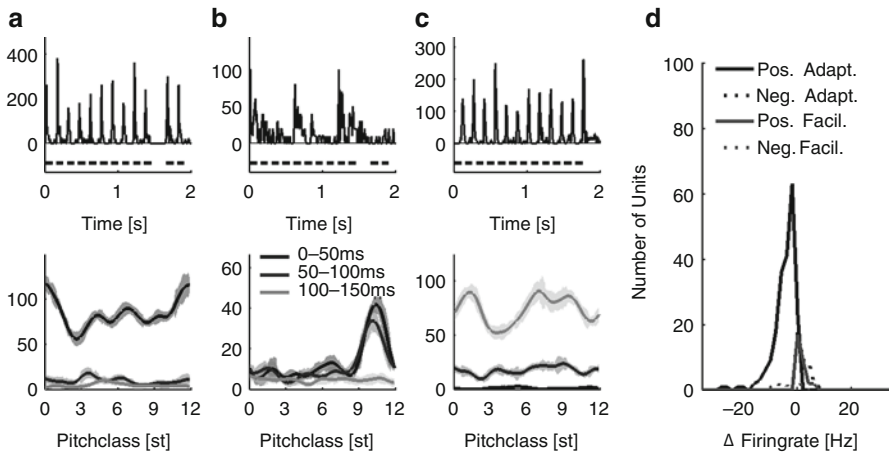 a
b
c
d
400
200
0
0
1
2
Time [s]
100
50
0
0
1
2
Time [s]
300
200
100
0
0
1
2
Time [s]
100
50
0
0
3
6
9
12
Pitchclass [st]
60
40
20
0
0–50ms
50–100ms
100–150ms
0
3
6
9
12
Pitchclass [st]
100
50
0
0
3
6
9
12
Pitchclass [st]
Number of Units
100
80
60
40
20
0
Pos. Adapt.
Neg. Adapt.
Pos. Facil.
Neg. Facil.
−20
0
20
Δ Firingrate [Hz]